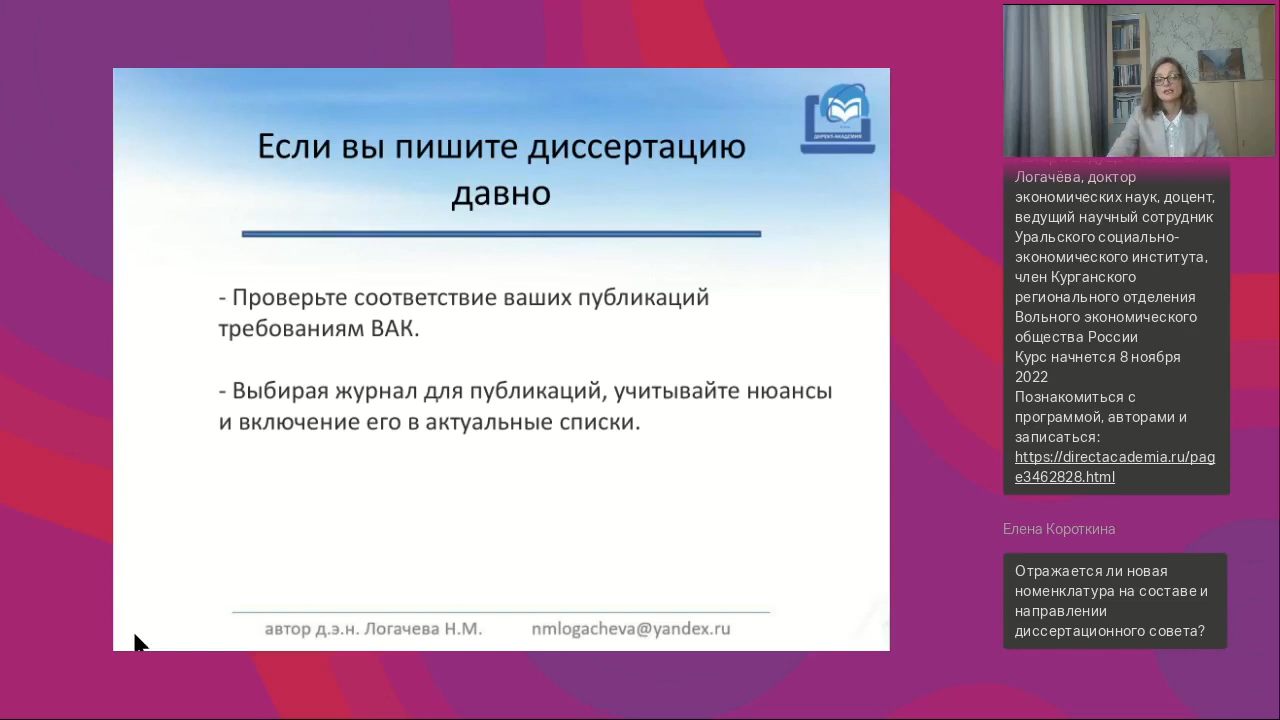 Если вы пишите диссертацию
давно
ДИРЕКТ-АКАДЕМИЯ
- Проверьте соответствие ваших публикаций
требованиям ВАК.
- Выбирая журнал для публикаций, учитывайте нюансы
и включение его в актуальные списки.
автор д.э.н. Логачева Н.М. nmlogacheva@yandex.ru
Логачёва, доктор
экономических наук, доцент,
ведущий научный сотрудник
Уральского социально-
экономического института,
член Курганского
регионального отделения
Вольного экономического
общества России
Курс начнется 8 ноября
2022
Познакомиться с
программой, авторами и
записаться:
https://directacademia.ru/pag
e3462828.html
Елена Короткина
Отражается ли новая
номенклатура на составе и
направлении
диссертационного совета?